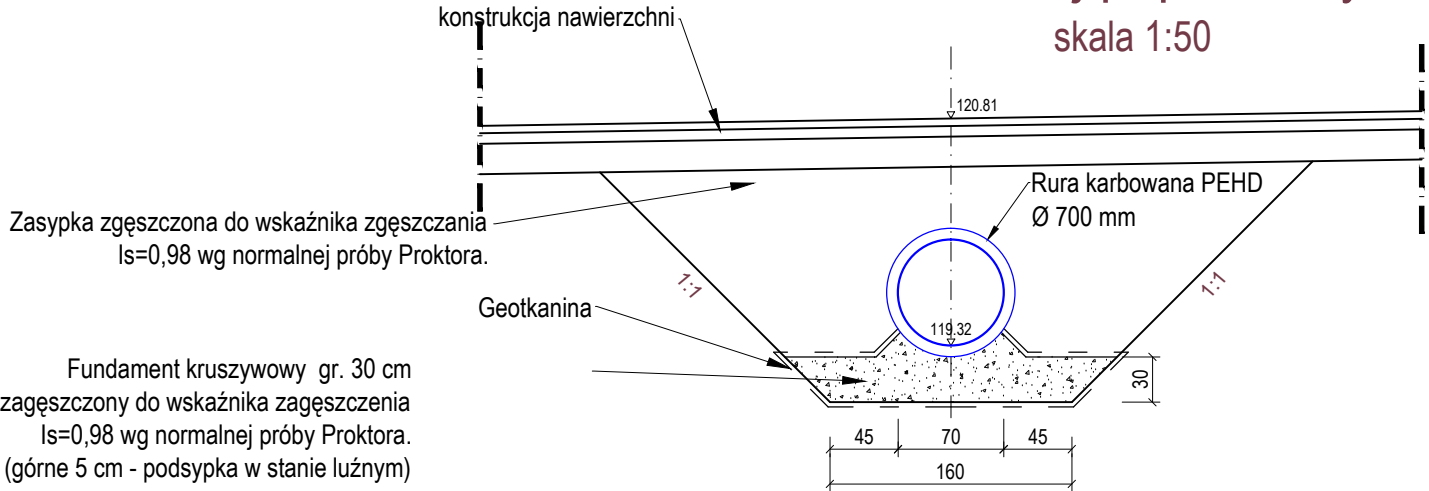 skala 1:50
konstrukcja nawierzchni
120.81
Rura karbowana PEHD
Ø 700 mm
Zasypka zgęszczona do wskaźnika zgęszczania
Is=0,98 wg normalnej próby Proktora.
1:1
1:1
Geotkanina
119.32
Fundament kruszywowy gr. 30 cm
zagęszczony do wskaźnika zagęszczenia
Is=0,98 wg normalnej próby Proktora.
(górne 5 cm - podsypka w stanie luźnym)
30
45
70
45
160